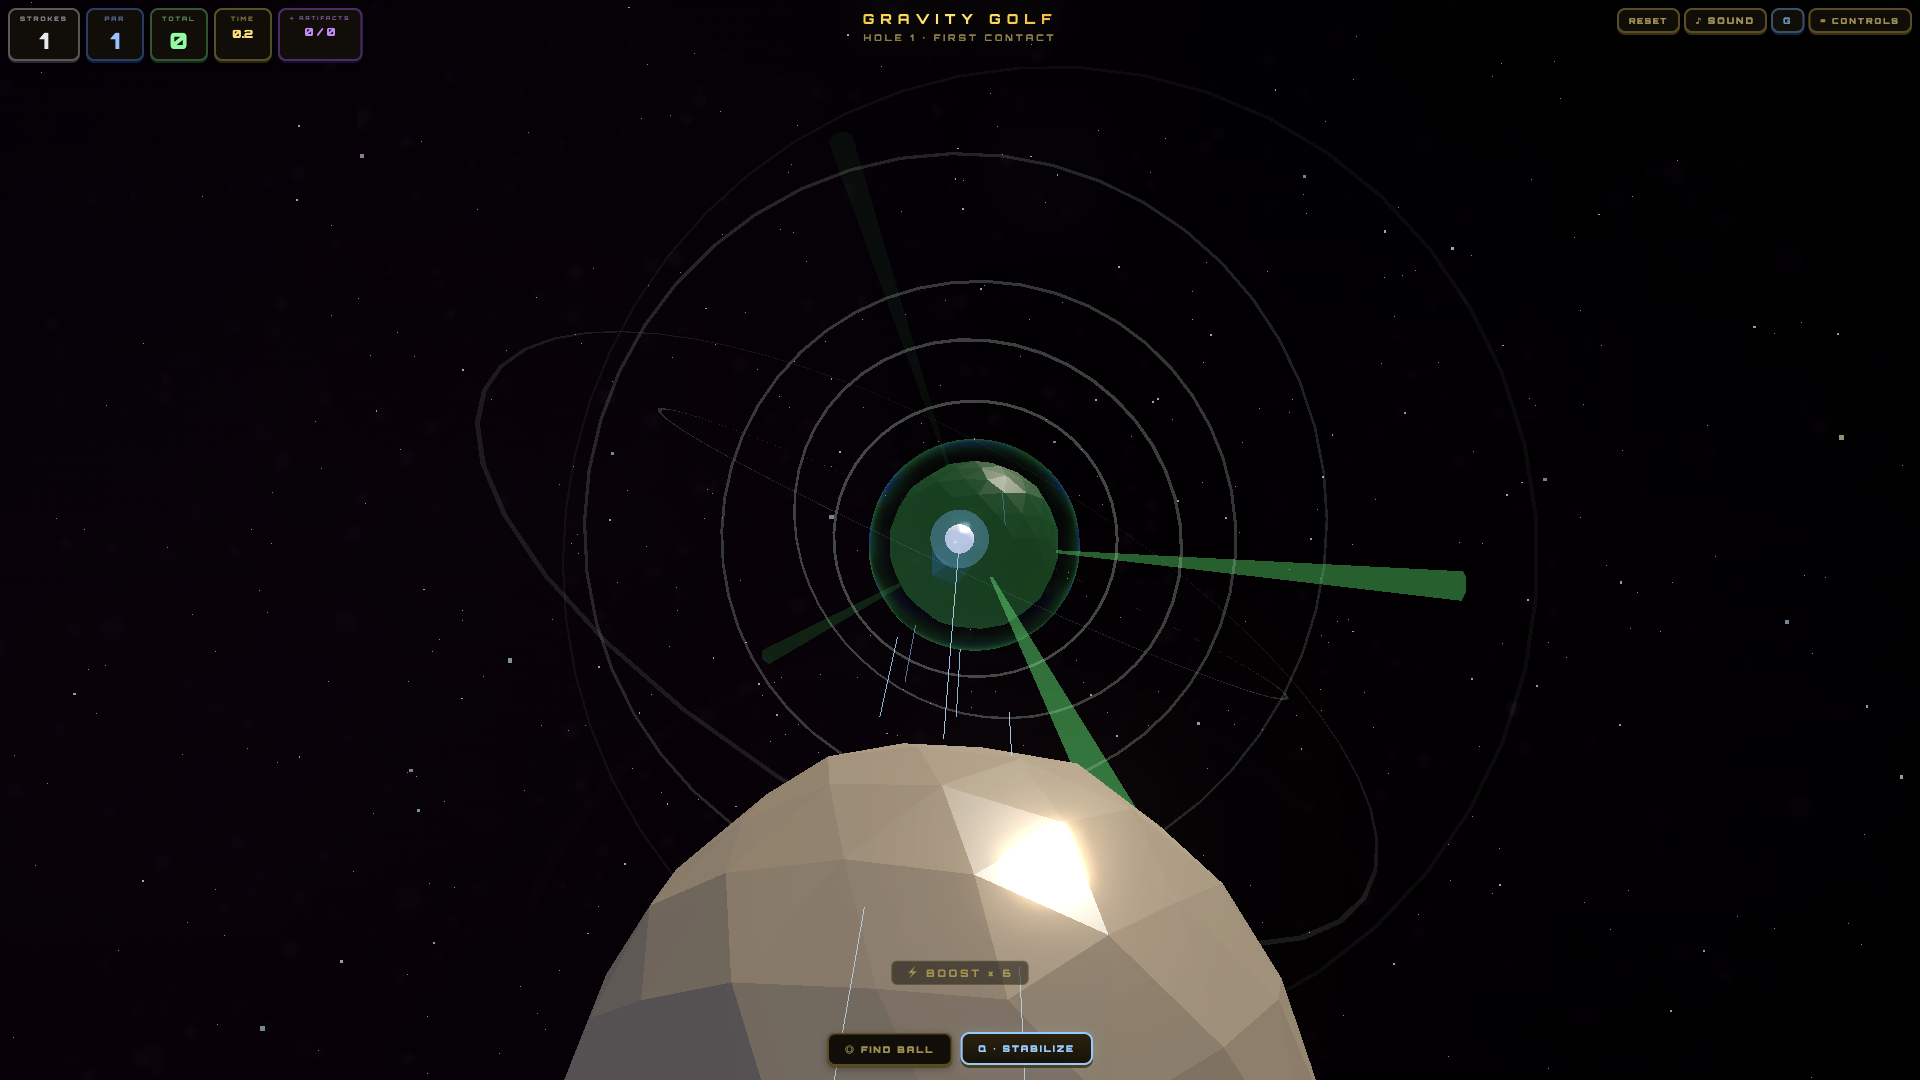 STROKES
1
PAR
1
TOTAL
0
TIME
0.2
ARTIFACTS
0/0
GRAVITY GOLF
HOLE 1 · FIRST CONTACT
RESET
♪ SOUND
G
CONTROLS
⚡ BOOST × 6
FIND BALL
Q · STABILIZE